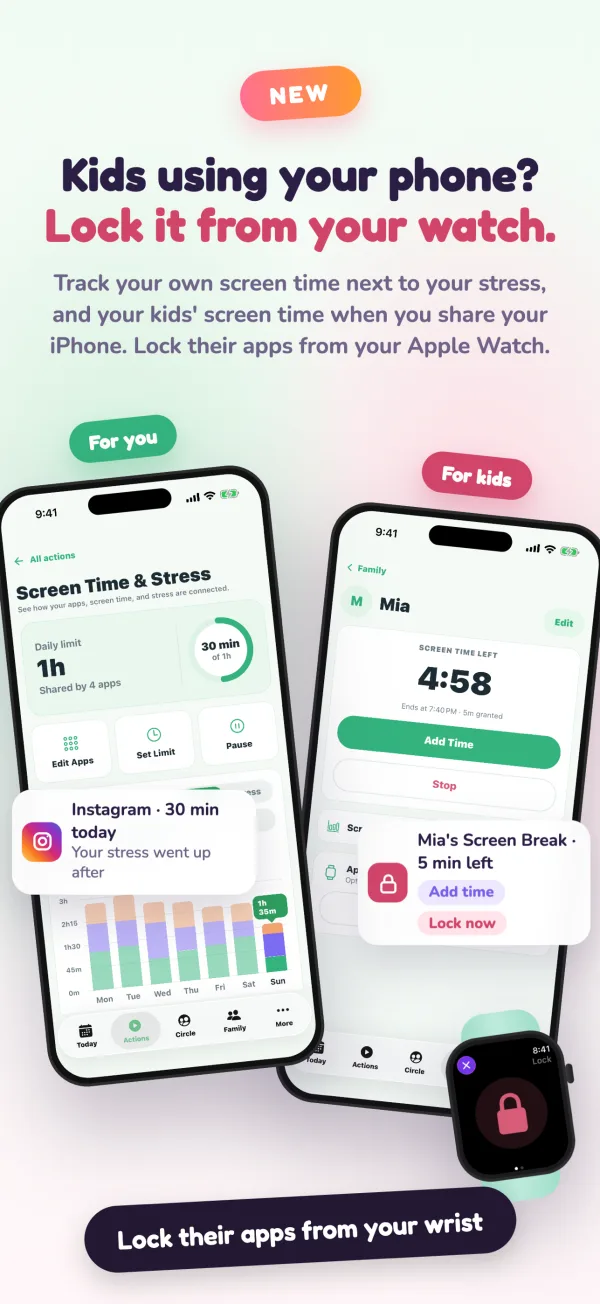 NEW
Kids using your phone?
Lock it from your watch.
Track your own screen time next to your stress,
and your kids' screen time when you share your
iPhone. Lock their apps from your Apple Watch.
For you
For kids
9:41
← All actions
Screen Time & Stress
See how your apps, screen time, and stress are connected.
Daily limit
1h
Shared by 4 apps
30 min
of 1h
Edit Apps
Set Limit
Pause
Instagram · 30 min
today
Your stress went up
after
3h
2h15
1h30
45m
0m
1h
35m
Mon Tue Wed Thu Fri Sat Sun
Today Actions Circle Family More
9:41
Family
M Mia
Edit
SCREEN TIME LEFT
4:58
Ends at 7:40 PM · 5m granted
Add Time
Stop
Mia's Screen Break ·
5 min left
Add time
Lock now
Today Actions Circle
8:41
Lock
Lock their apps from your wrist